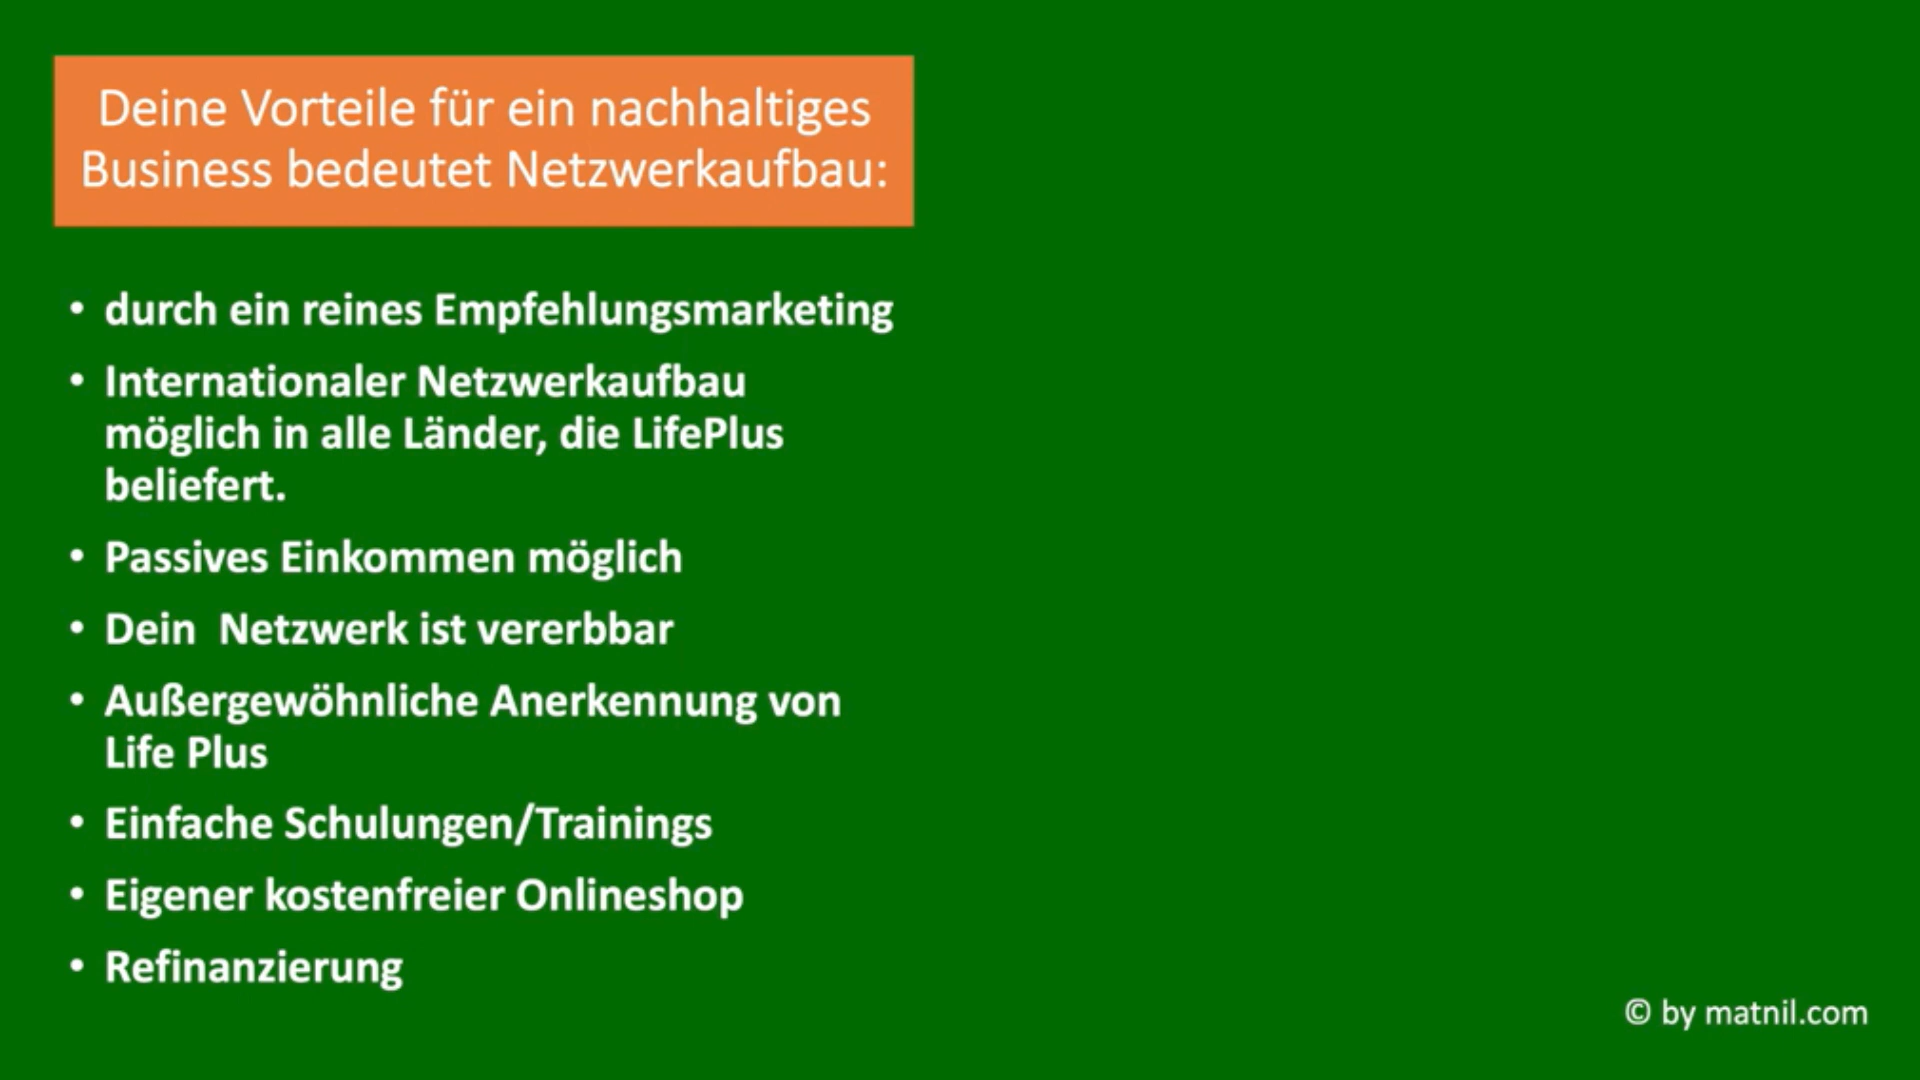 Deine Vorteile für ein nachhaltiges
Business bedeutet Netzwerkaufbau:
• durch ein reines Empfehlungsmarketing
• Internationaler Netzwerkaufbau
möglich in alle Länder, die LifePlus
beliefert.
• Passives Einkommen möglich
• Dein  Netzwerk ist vererbbar
• Außergewöhnliche Anerkennung von
Life Plus
• Einfache Schulungen/Trainings
• Eigener kostenfreier Onlineshop
• Refinanzierung
© by matnil.com